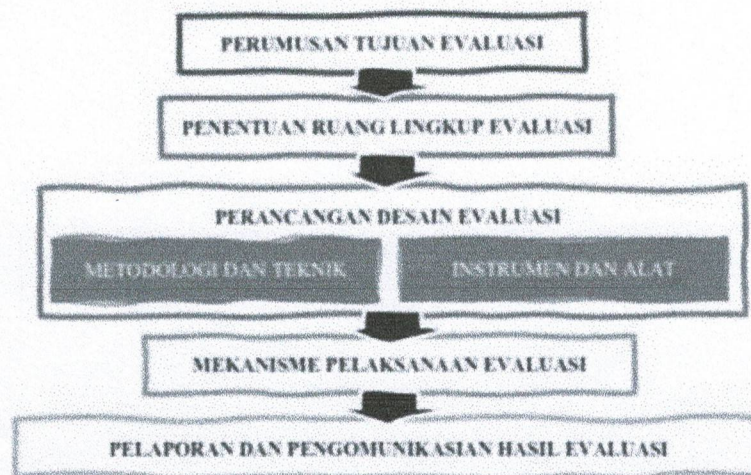 PERUMUSAN TUJUAN EVALUASI
PENENTUAN RUANG LINGKUP EVALUASI
PERANCANGAN DESAIN EVALUASI
METODOLOGI DAN TEKNIK
INSTRUMEN DAN ALAT
MEKANISME PELAKSANAAN EVALUASI
PELAPORAN DAN PENGOMUNIKASIAN HASIL EVALUASI